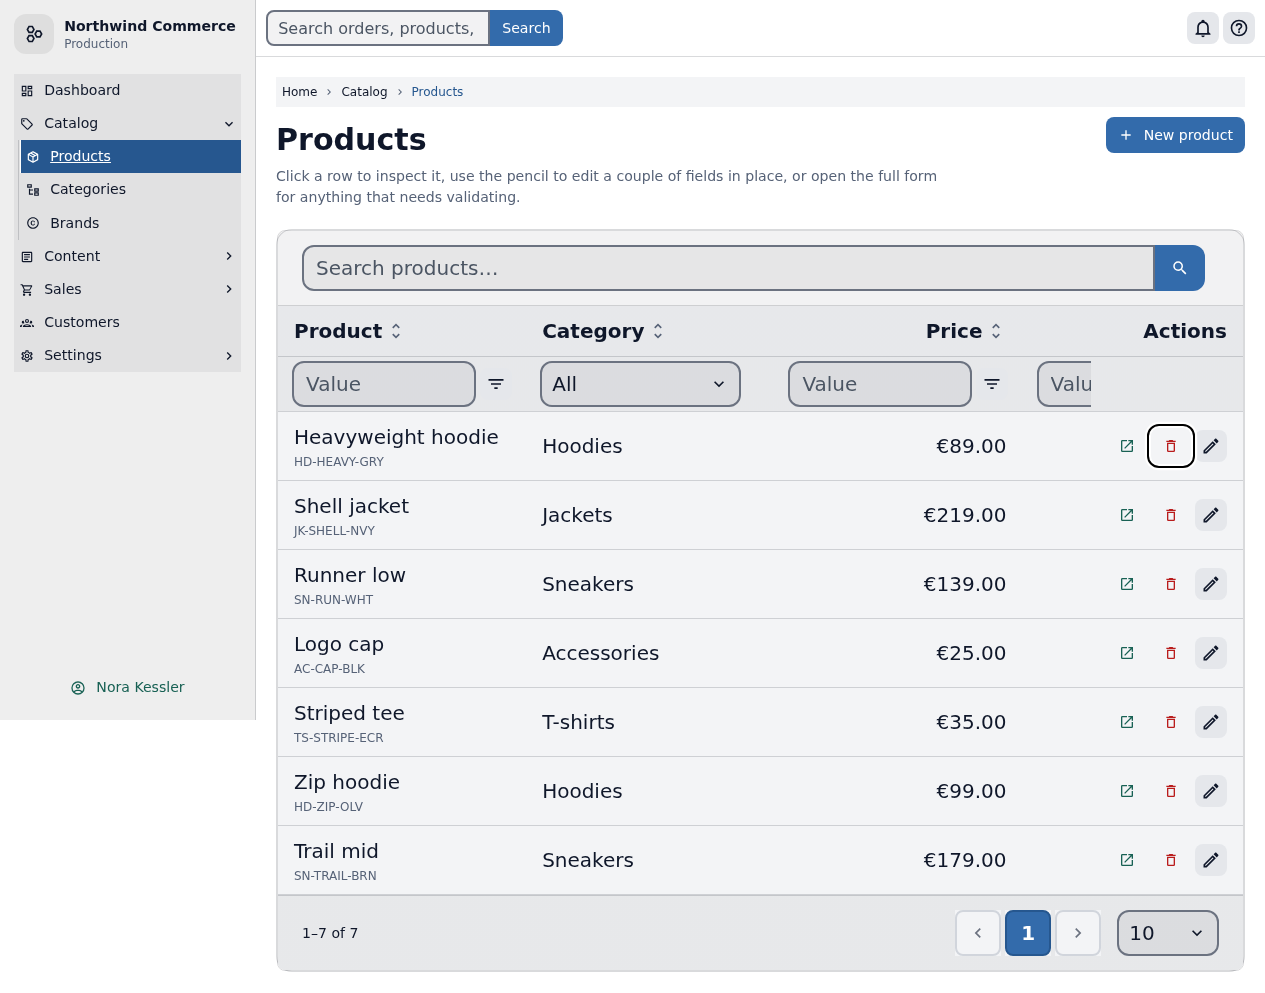 Northwind Commerce
Production
Search orders, products,
Search
Dashboard
Catalog
Products
Categories
Brands
Content
Sales
Customers
Settings
Nora Kessler
Home › Catalog › Products
Products
New product
Click a row to inspect it, use the pencil to edit a couple of fields in place, or open the full form
for anything that needs validating.
Search products…
Product Category Price Actions
Value All Value Valu
Heavyweight hoodie Hoodies €89.00
HD-HEAVY-GRY
Shell jacket Jackets €219.00
JK-SHELL-NVY
Runner low Sneakers €139.00
SN-RUN-WHT
Logo cap Accessories €25.00
AC-CAP-BLK
Striped tee T-shirts €35.00
TS-STRIPE-ECR
Zip hoodie Hoodies €99.00
HD-ZIP-OLV
Trail mid Sneakers €179.00
SN-TRAIL-BRN
1–7 of 7 1 10